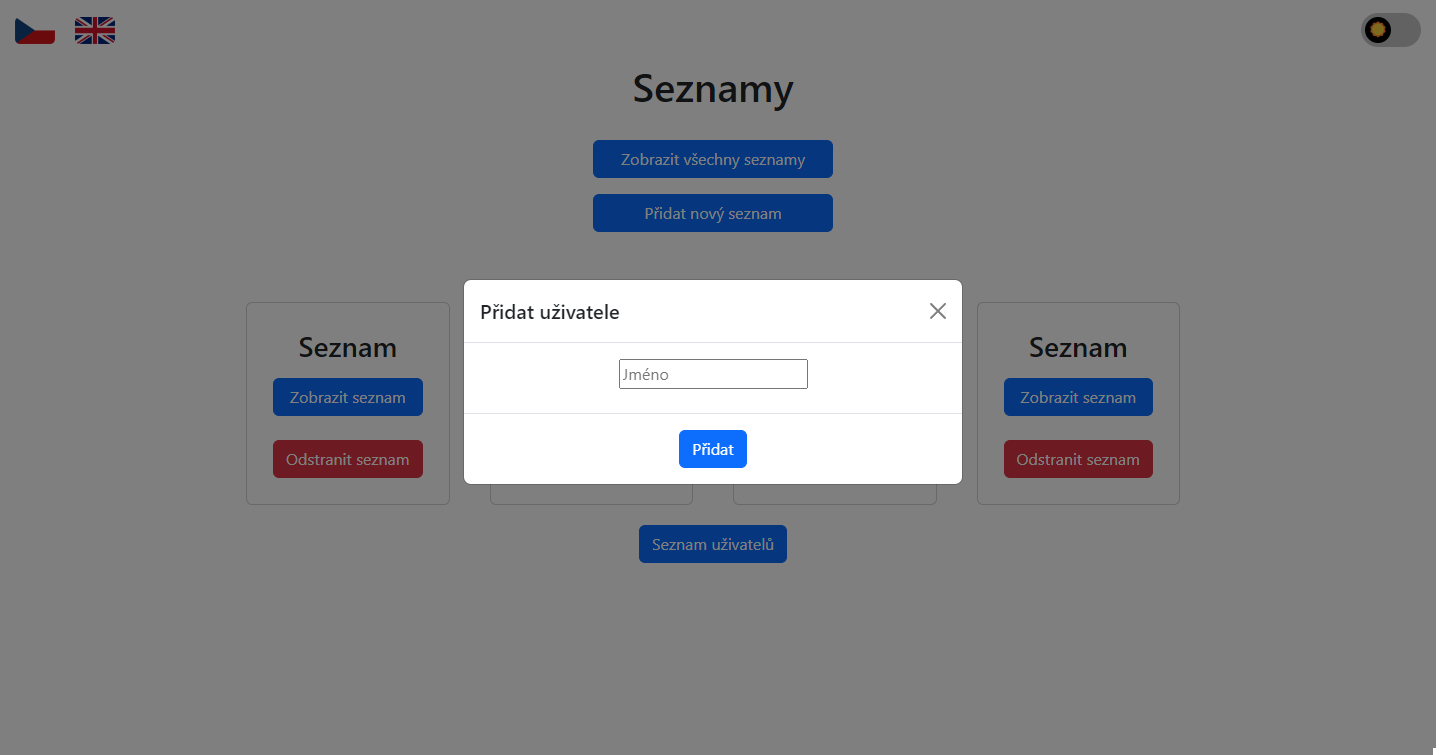 Seznamy
Zobrazit všechny seznamy
Přidat nový seznam
Přidat uživatele
Jméno
Přidat
Seznam
Zobrazit seznam
Odstranit seznam
Seznam
Zobrazit seznam
Odstranit seznam
Seznam uživatelů